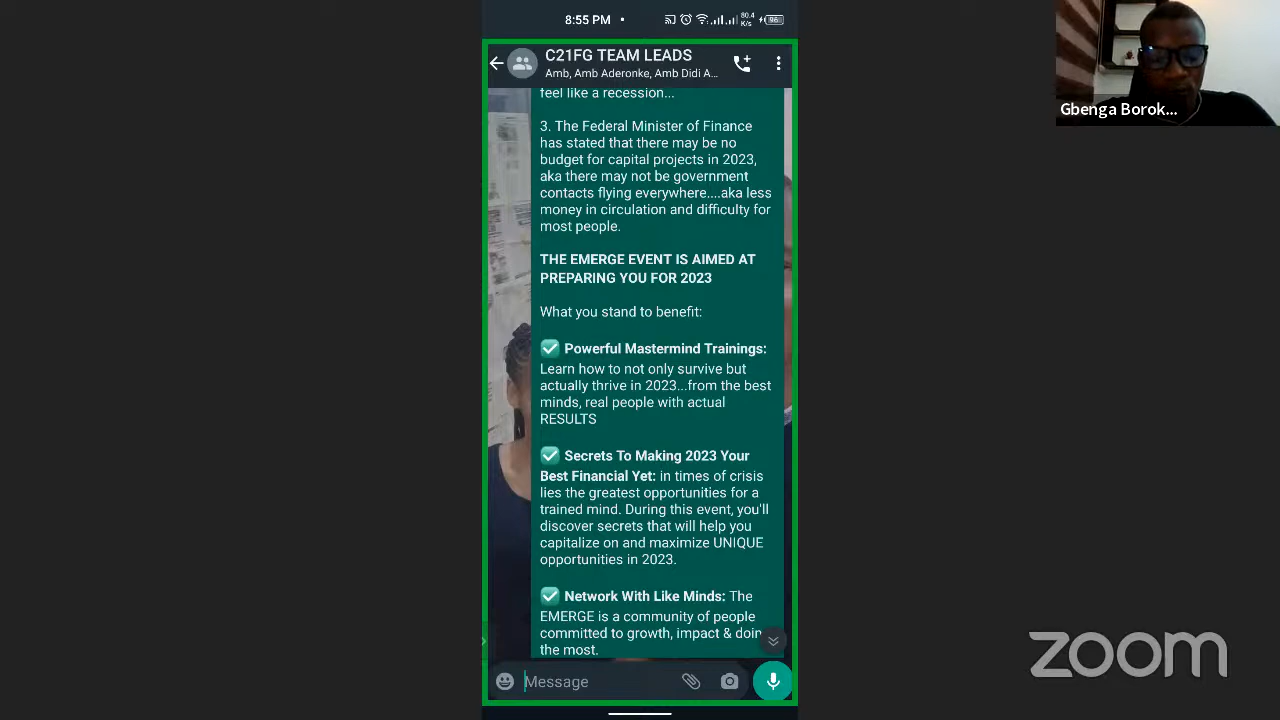 8:55 PM
80.4
K/s
96
C21FG TEAM LEADS
Amb, Amb Aderonke, Amb Didi A...
feel like a recession...
3. The Federal Minister of Finance
has stated that there may be no
budget for capital projects in 2023,
aka there may not be government
contacts flying everywhere....aka less
money in circulation and difficulty for
most people.
THE EMERGE EVENT IS AIMED AT
PREPARING YOU FOR 2023
What you stand to benefit:
Powerful Mastermind Trainings:
Learn how to not only survive but
actually thrive in 2023...from the best
minds, real people with actual
RESULTS
Secrets To Making 2023 Your
Best Financial Yet: in times of crisis
lies the greatest opportunities for a
trained mind. During this event, you'll
discover secrets that will help you
capitalize on and maximize UNIQUE
opportunities in 2023.
Network With Like Minds: The
EMERGE is a community of people
committed to growth, impact & doin
the most.
Message
Gbenga Borok...
zoom